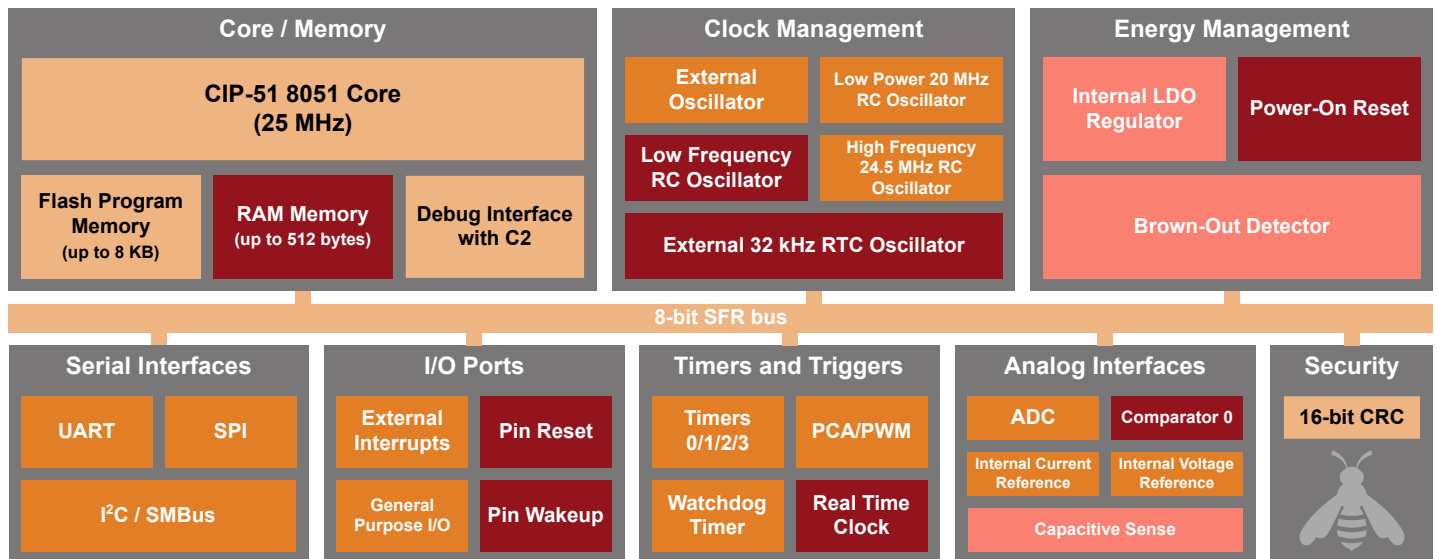 Core / Memory
CIP-51 8051 Core
(25 MHz)
Flash Program
Memory
(up to 8 KB)
RAM Memory
(up to 512 bytes)
Debug Interface
with C2
Clock Management
External
Oscillator
Low Power 20 MHz
RC Oscillator
Low Frequency
RC Oscillator
High Frequency
24.5 MHz RC
Oscillator
External 32 kHz RTC Oscillator
Energy Management
Internal LDO
Regulator
Power-On Reset
Brown-Out Detector
8-bit SFR bus
Serial Interfaces
UART
SPI
I²C / SMBus
I/O Ports
External
Interrupts
Pin Reset
General
Purpose I/O
Pin Wakeup
Timers and Triggers
Timers
0/1/2/3
PCA/PWM
Watchdog
Timer
Real Time
Clock
Analog Interfaces
ADC
Comparator 0
Internal Current
Reference
Internal Voltage
Reference
Capacitive Sense
Security
16-bit CRC